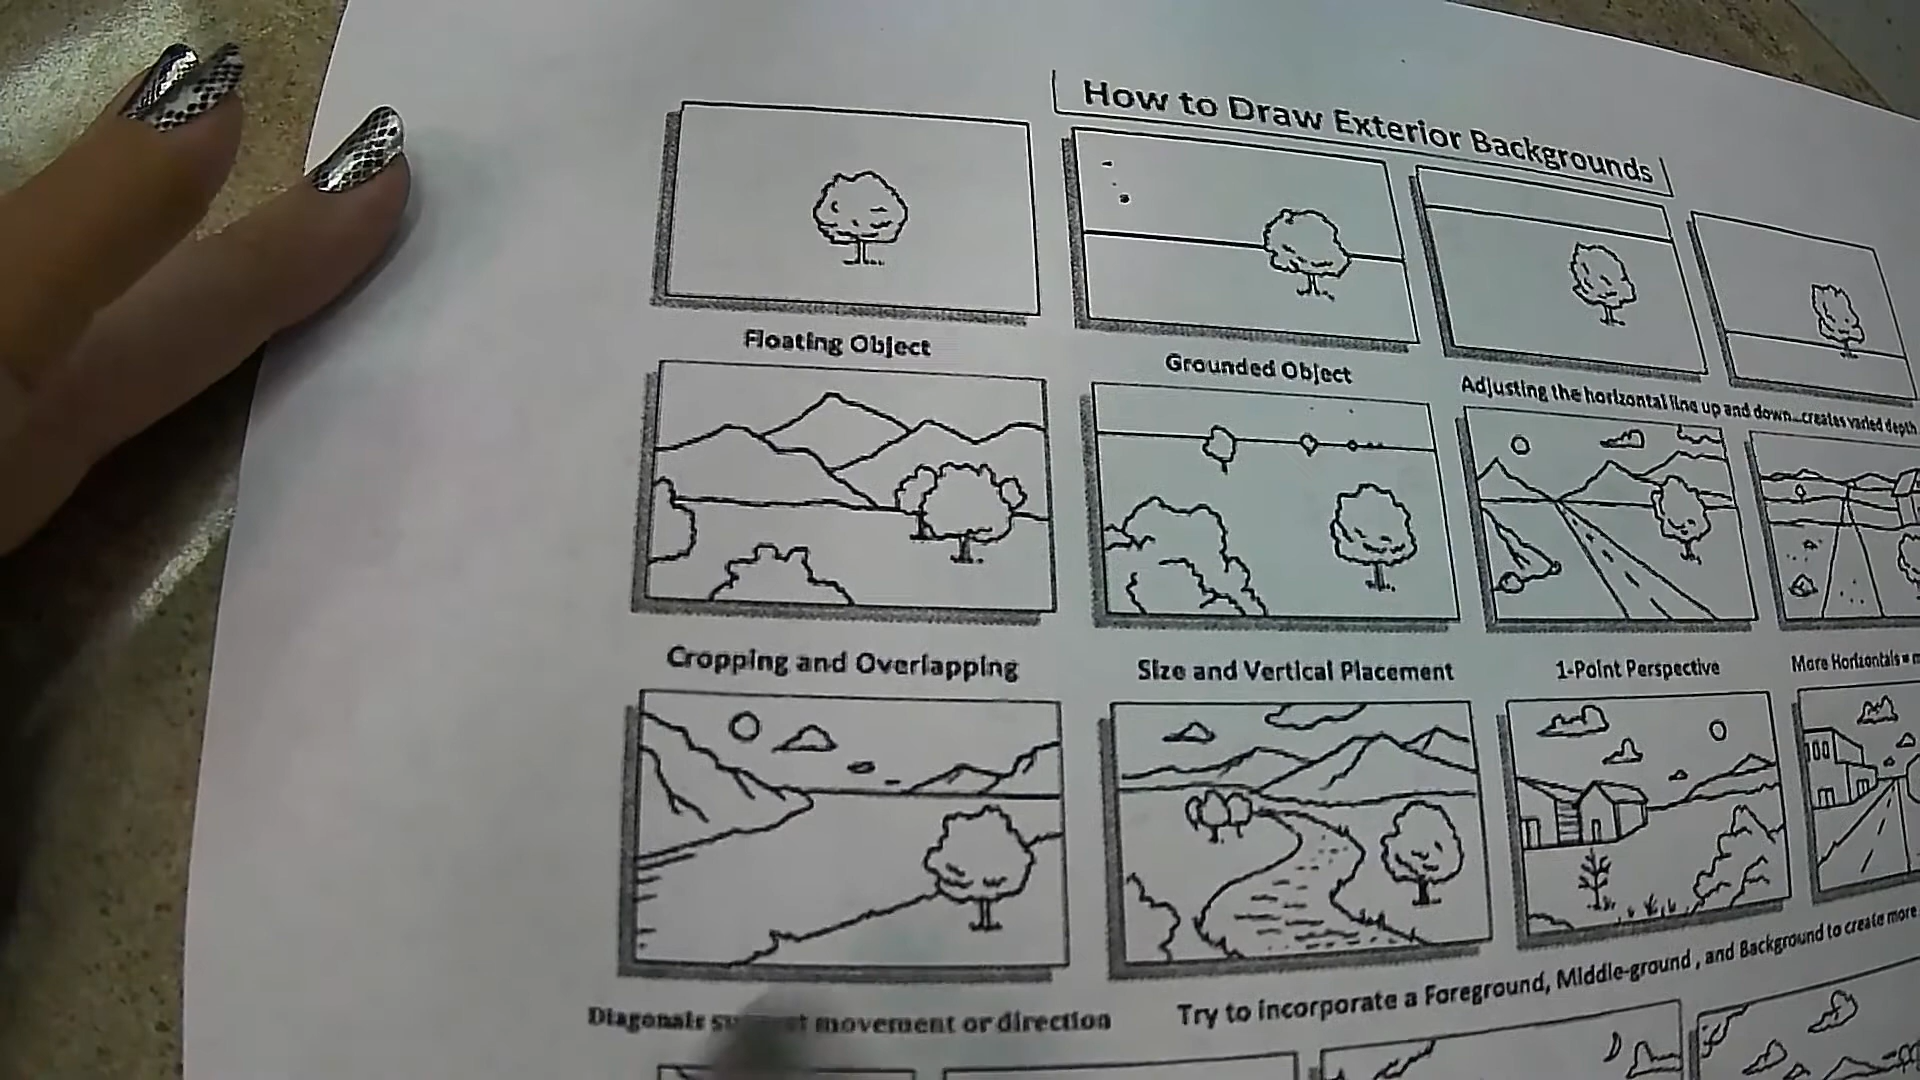 How to Draw Exterior Backgrounds
Floating Object
Grounded Object
Adjusting the horizontal line up and down...creates varied depth
Cropping and Overlapping
Size and Vertical Placement
1-Point Perspective
More Horizontals =
Diagonals movement or direction
Try to incorporate a Foreground, Middle-ground , and Background to create more